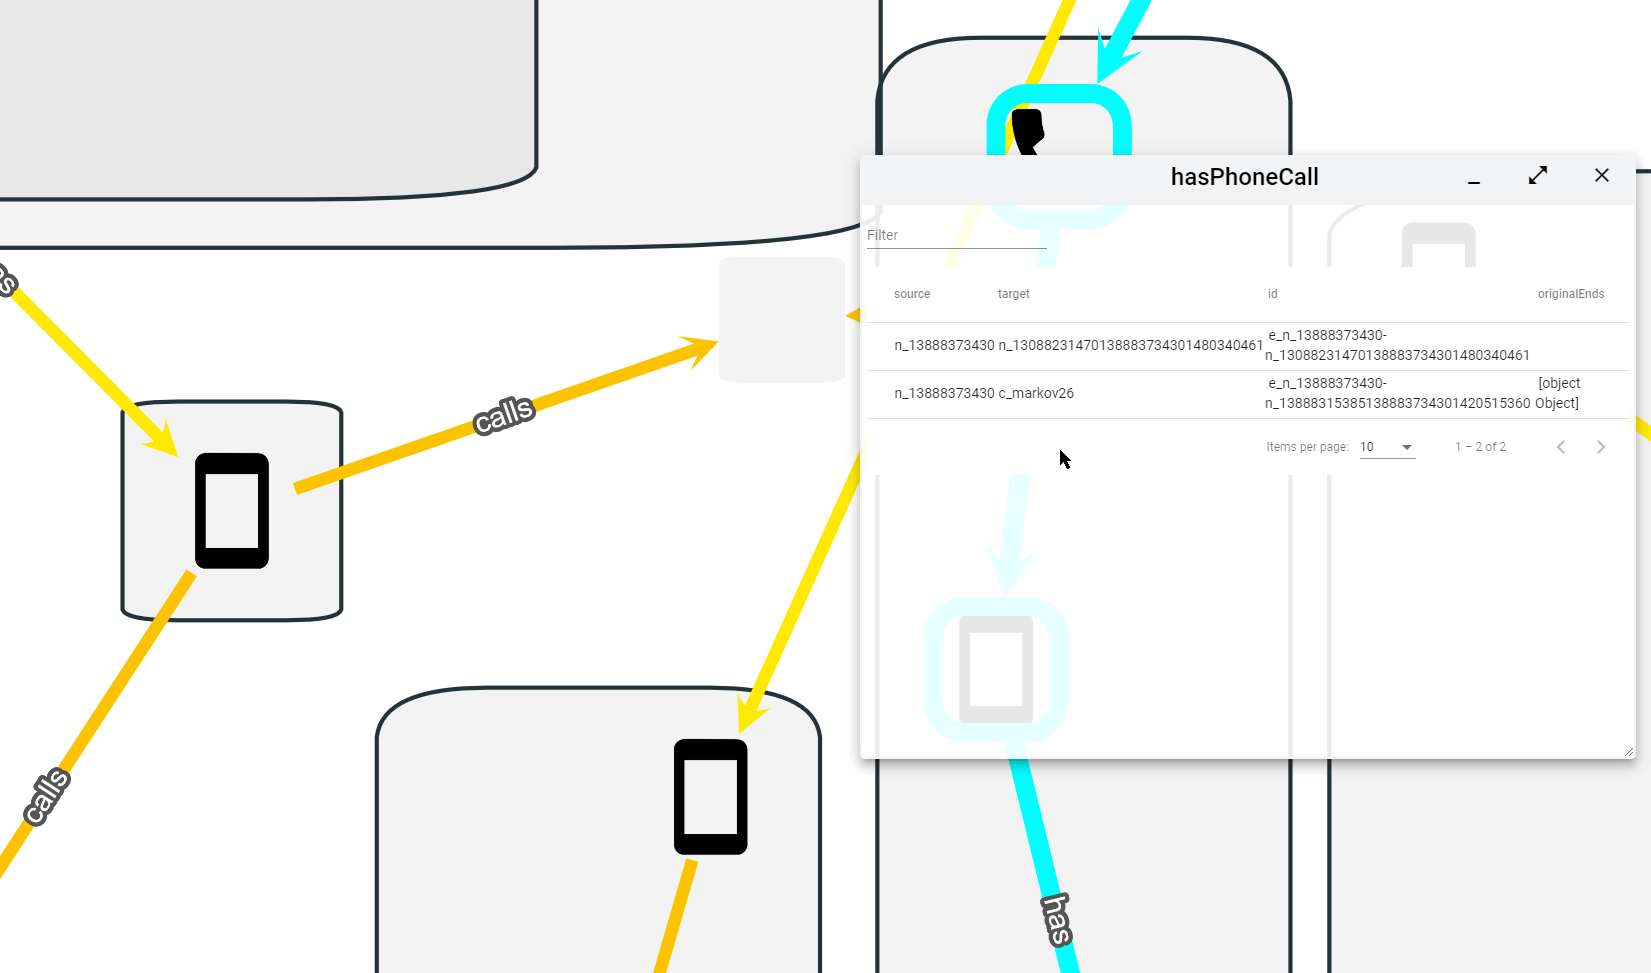 hasPhoneCall
Filter
source target id originalEnds
n_13888373430 n_13088231470138883734301480340461 e_n_13888373430-
n_13088231470138883734301480340461
n_13888373430 c_markov26 e_n_13888373430- [object
n_13888315385138883734301420515360 Object]
Items per page: 10 1 – 2 of 2
calls
calls
has